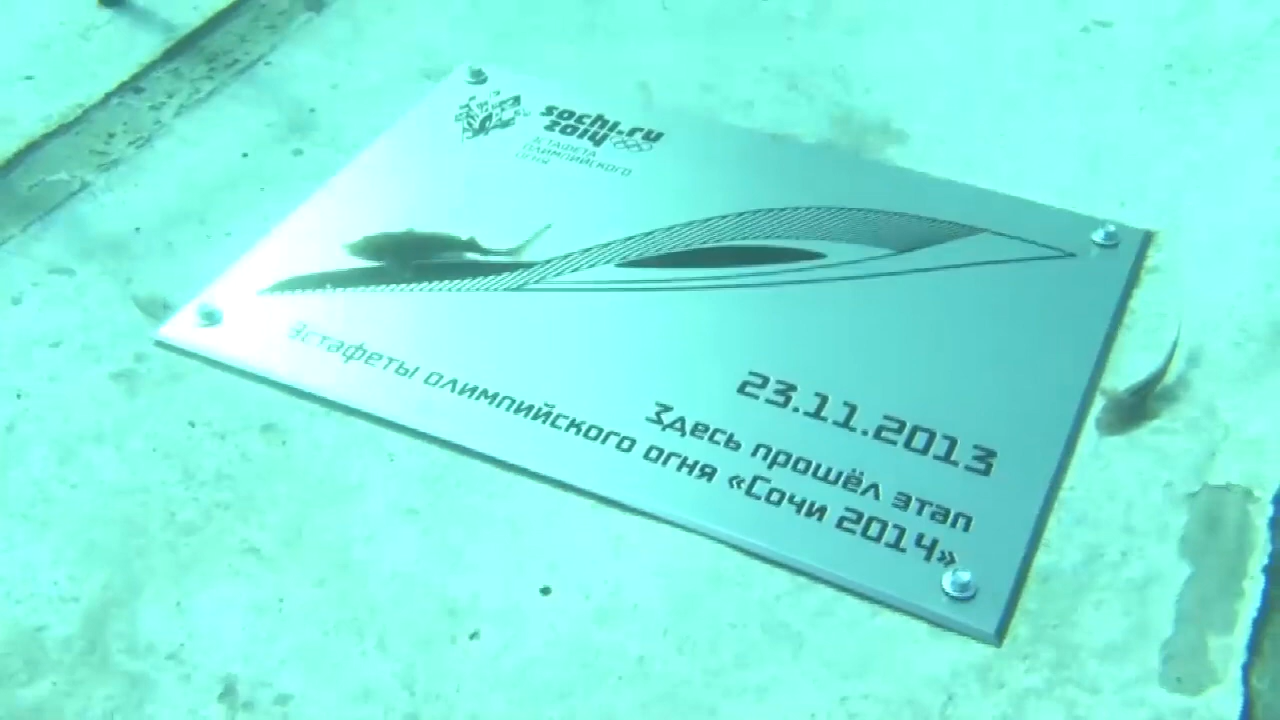 sochi.ru
2014
ЭСТАФЕТА
ОЛИМПИЙСКОГО
ОГНЯ
23.11.2013
Здесь прошёл этап
Эстафеты олимпийского огня «Сочи 2014»